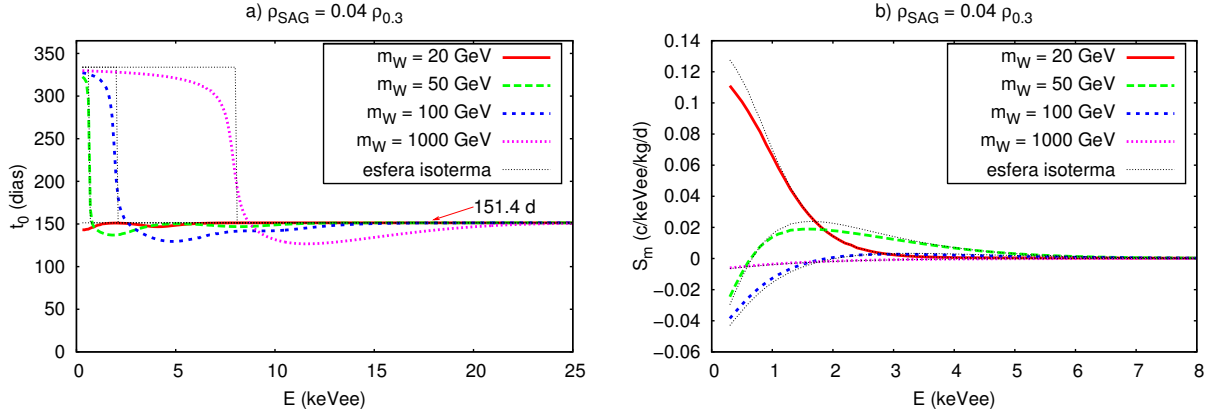 a) ρSAG = 0.04 ρ0.3
t0 (dias)
350
300
250
200
150
100
50
0
mW = 20 GeV
mW = 50 GeV
mW = 100 GeV
mW = 1000 GeV
esfera isoterma
151.4 d
0 5 10 15 20 25
E (keVee)
b) ρSAG = 0.04 ρ0.3
Sm (c/keVee/kg/d)
0.14
0.12
0.1
0.08
0.06
0.04
0.02
0
−0.02
−0.04
−0.06
mW = 20 GeV
mW = 50 GeV
mW = 100 GeV
mW = 1000 GeV
esfera isoterma
0 1 2 3 4 5 6 7 8
E (keVee)